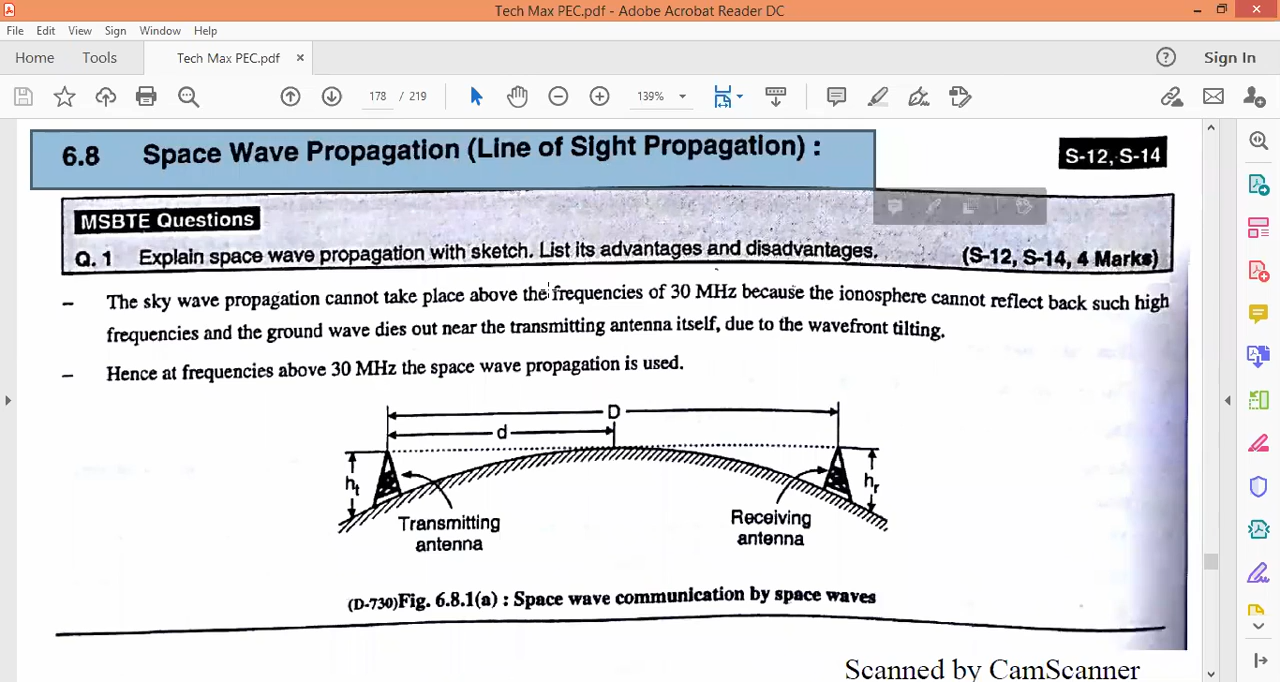 Tech Max PEC.pdf - Adobe Acrobat Reader DC
File Edit View Sign Window Help
Home Tools Tech Max PEC.pdf × ? Sign In
178 / 219 139%
6.8 Space Wave Propagation (Line of Sight Propagation) :
S-12, S-14
MSBTE Questions
Q. 1 Explain space wave propagation with sketch. List its advantages and disadvantages. (S-12, S-14, 4 Marks)
– The sky wave propagation cannot take place above the frequencies of 30 MHz because the ionosphere cannot reflect back such high
frequencies and the ground wave dies out near the transmitting antenna itself, due to the wavefront tilting.
– Hence at frequencies above 30 MHz the space wave propagation is used.
D
d
ht
hr
Transmitting
antenna
Receiving
antenna
(D-730)Fig. 6.8.1(a) : Space wave communication by space waves
Scanned by CamScanner